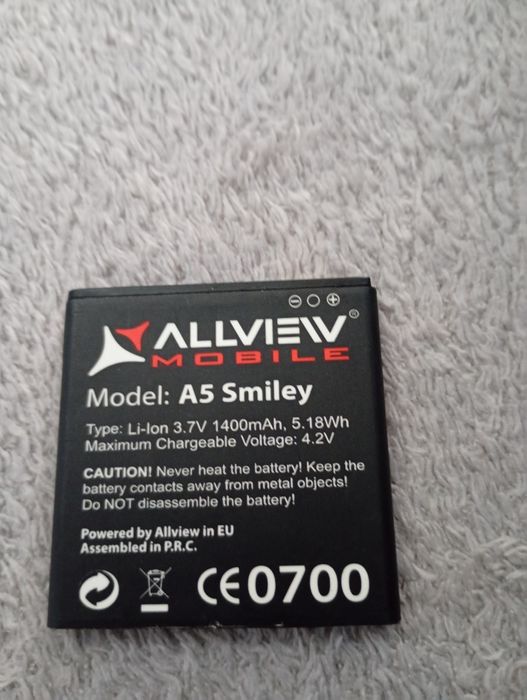 ALLVIEW®
MOBILE
Model: A5 Smiley
Type: Li-Ion 3.7V 1400mAh, 5.18Wh
Maximum Chargeable Voltage: 4.2V
CAUTION! Never heat the battery! Keep the
battery contacts away from metal objects!
Do NOT disassemble the battery!
Powered by Allview in EU
Assembled in P.R.C.
CE0700